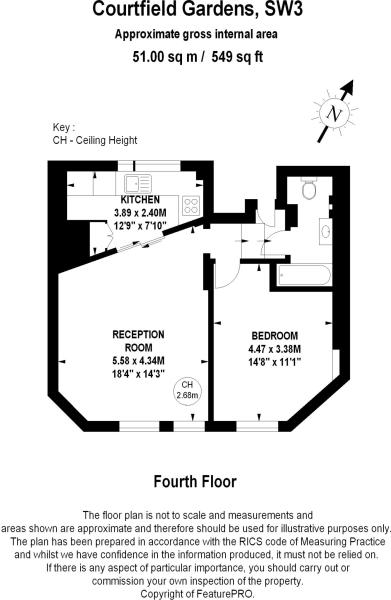 Courtfield Gardens, SW3
Approximate gross internal area
51.00 sq m / 549 sq ft
N
Key :
CH - Ceiling Height
KITCHEN
3.89 x 2.40M
12'9" x 7'10"
RECEPTION
ROOM
5.58 x 4.34M
18'4" x 14'3"
CH
2.68m
BEDROOM
4.47 x 3.38M
14'8" x 11'1"
Fourth Floor
The floor plan is not to scale and measurements and
areas shown are approximate and therefore should be used for illustrative purposes only.
The plan has been prepared in accordance with the RICS code of Measuring Practice
and whilst we have confidence in the information produced, it must not be relied on.
If there is any aspect of particular importance, you should carry out or
commission your own inspection of the property.
Copyright of FeaturePRO.